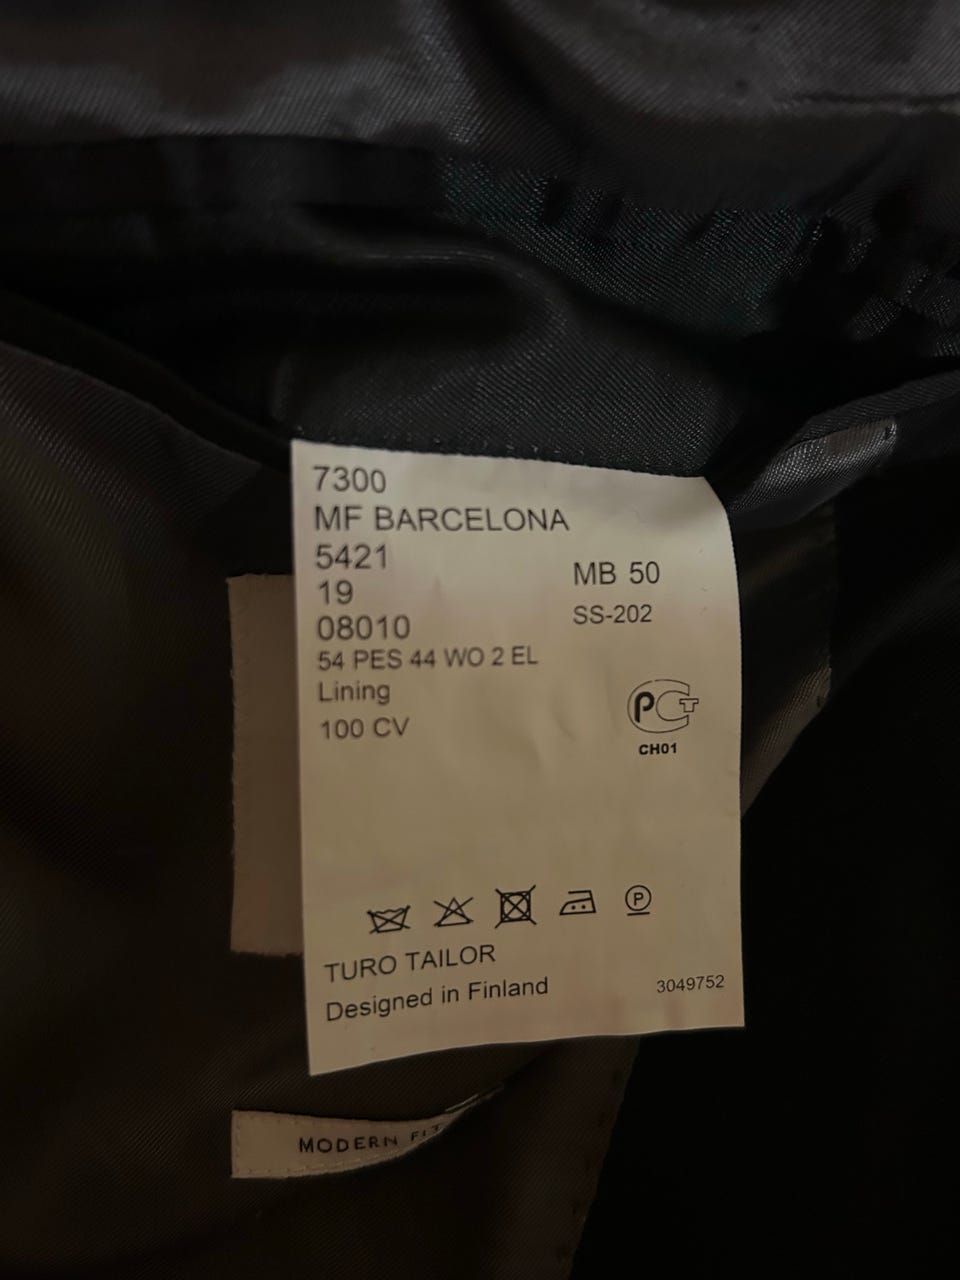 7300
MF BARCELONA
5421
MB 50
19
SS-202
08010
54 PES 44 WO 2 EL
Lining
100 CV
РСТ
CH01
P
TURO TAILOR
Designed in Finland
3049752
MODERN FIT